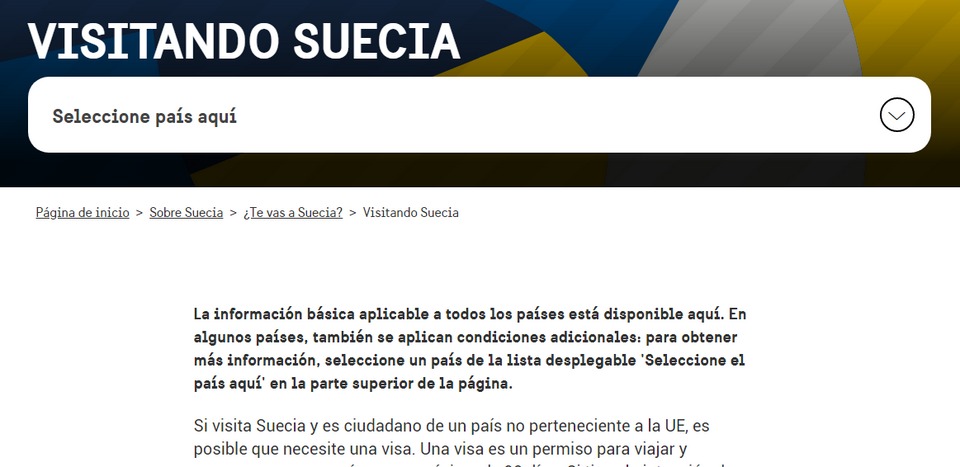 VISITANDO SUECIA
Seleccione país aquí
Página de inicio > Sobre Suecia > ¿Te vas a Suecia? > Visitando Suecia
La información básica aplicable a todos los países está disponible aquí. En
algunos países, también se aplican condiciones adicionales: para obtener
más información, seleccione un país de la lista desplegable 'Seleccione el
país aquí' en la parte superior de la página.
Si visita Suecia y es ciudadano de un país no perteneciente a la UE, es
posible que necesite una visa. Una visa es un permiso para viajar y